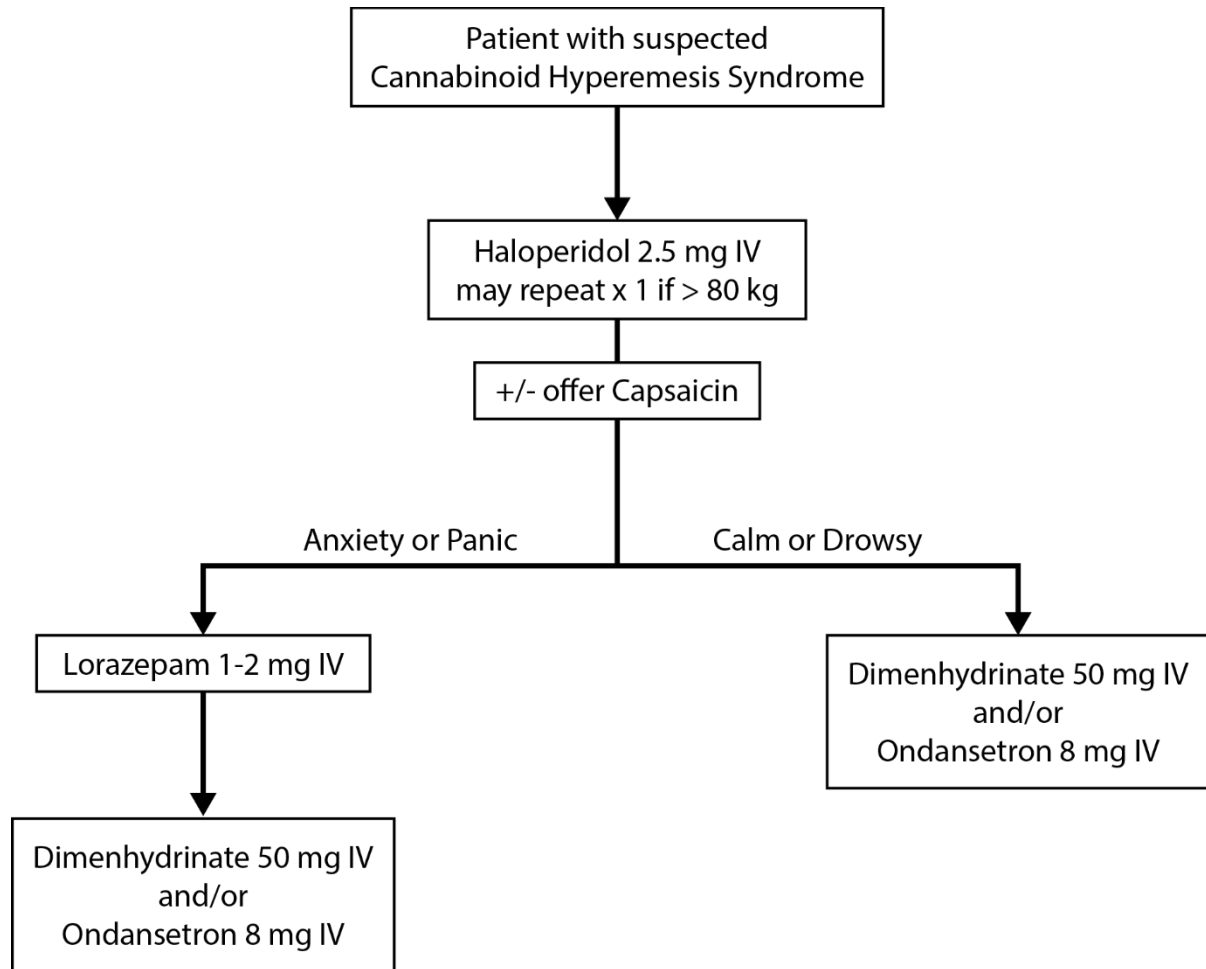 Patient with suspected
Cannabinoid Hyperemesis Syndrome
Haloperidol 2.5 mg IV
may repeat x 1 if > 80 kg
+/- offer Capsaicin
Anxiety or Panic
Calm or Drowsy
Lorazepam 1-2 mg IV
Dimenhydrinate 50 mg IV
and/or
Ondansetron 8 mg IV
Dimenhydrinate 50 mg IV
and/or
Ondansetron 8 mg IV